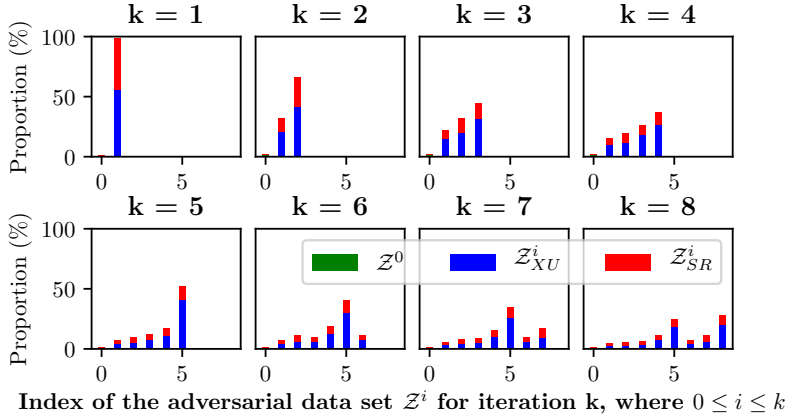 k = 1 k = 2 k = 3 k = 4
Proportion (%)
100
50
0
0 5 0 5 0 5 0 5
k = 5 k = 6 k = 7 k = 8
Proportion (%)
100
50
0
𝒵⁰ 𝒵ⁱ_XU 𝒵ⁱ_SR
0 5 0 5 0 5 0 5
Index of the adversarial data set 𝒵ⁱ for iteration k, where 0 ≤ i ≤ k